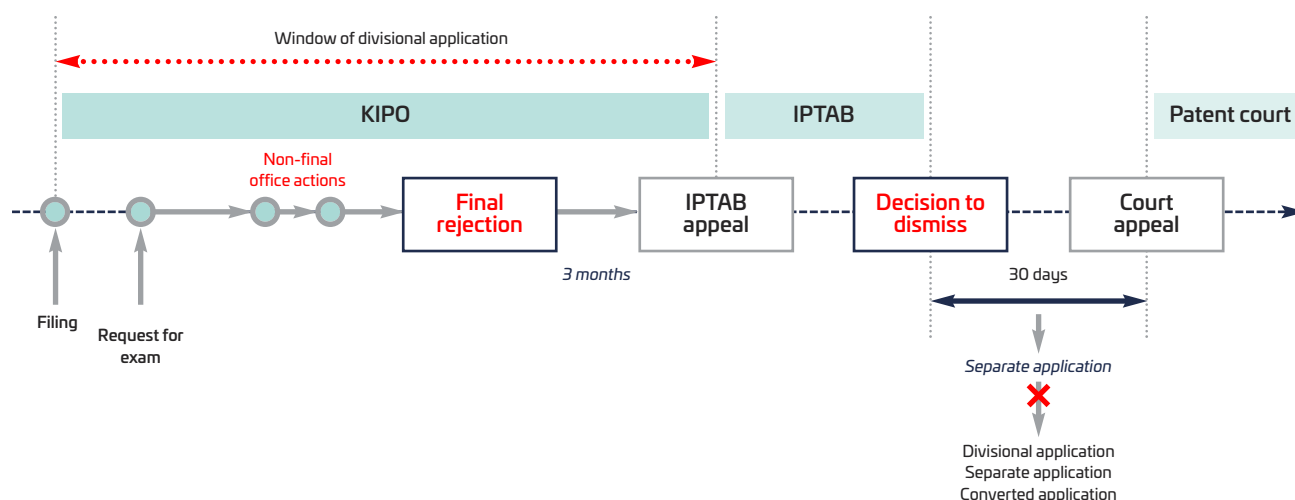 Window of divisional application
KIPO
IPTAB
Patent court
Non-final
office actions
Final
rejection
IPTAB
appeal
Decision to
dismiss
Court
appeal
3 months
30 days
Filing
Request for
exam
Separate application
Divisional application
Separate application
Converted application